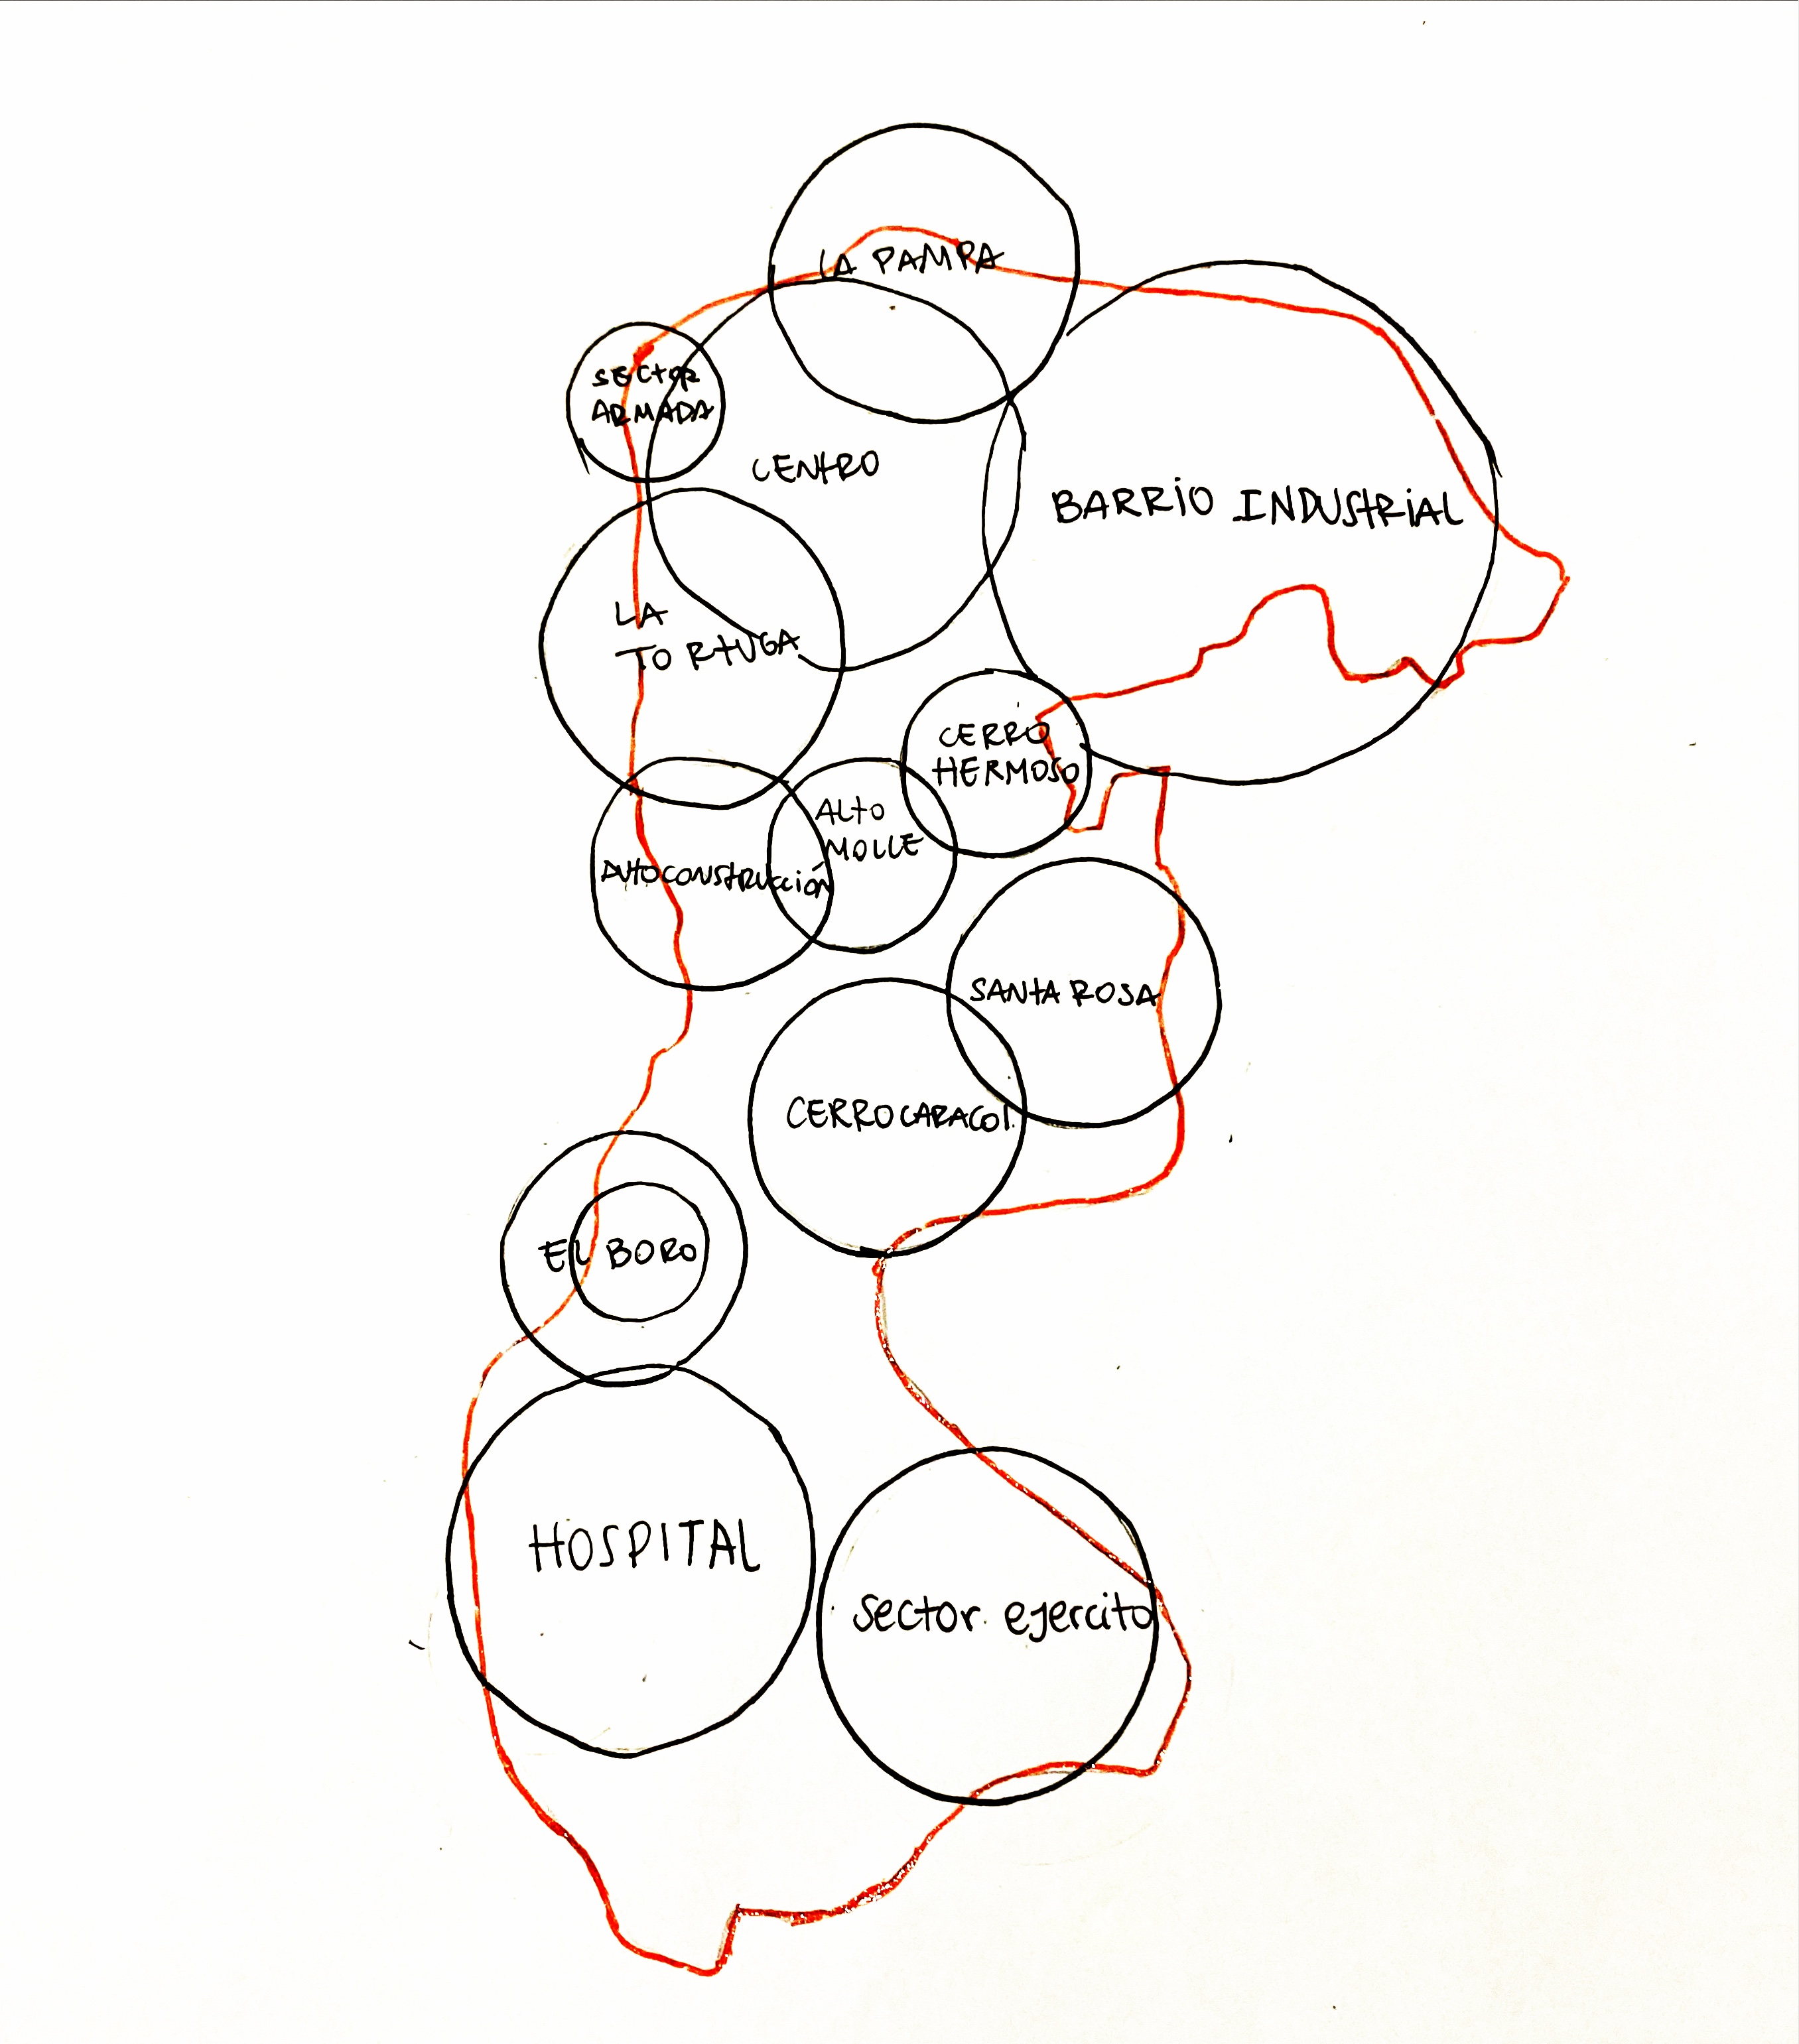 LA PAMPA
SECtOR
ARMADA
CENtRO
BARRIO INDUStRiAL
LA
TORtUGA
CERRO
HERMOSO
ALtO
MOLLE
AUtOCONStRUCCiÓN
SANtA ROSA
CERRO CARACOL
EL BORO
HOSPITAL
Sector ejercito